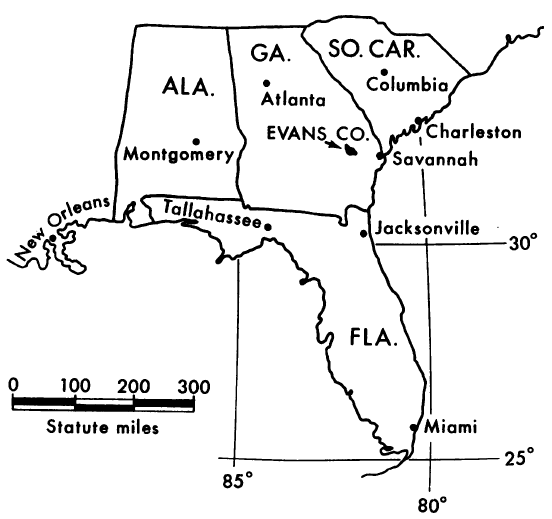 GA.
SO. CAR.
ALA.
Columbia
Atlanta
EVANS CO.
Charleston
Montgomery
Savannah
New Orleans
Tallahassee
Jacksonville
30°
FLA.
0 100 200 300
Statute miles
Miami
25°
85°
80°